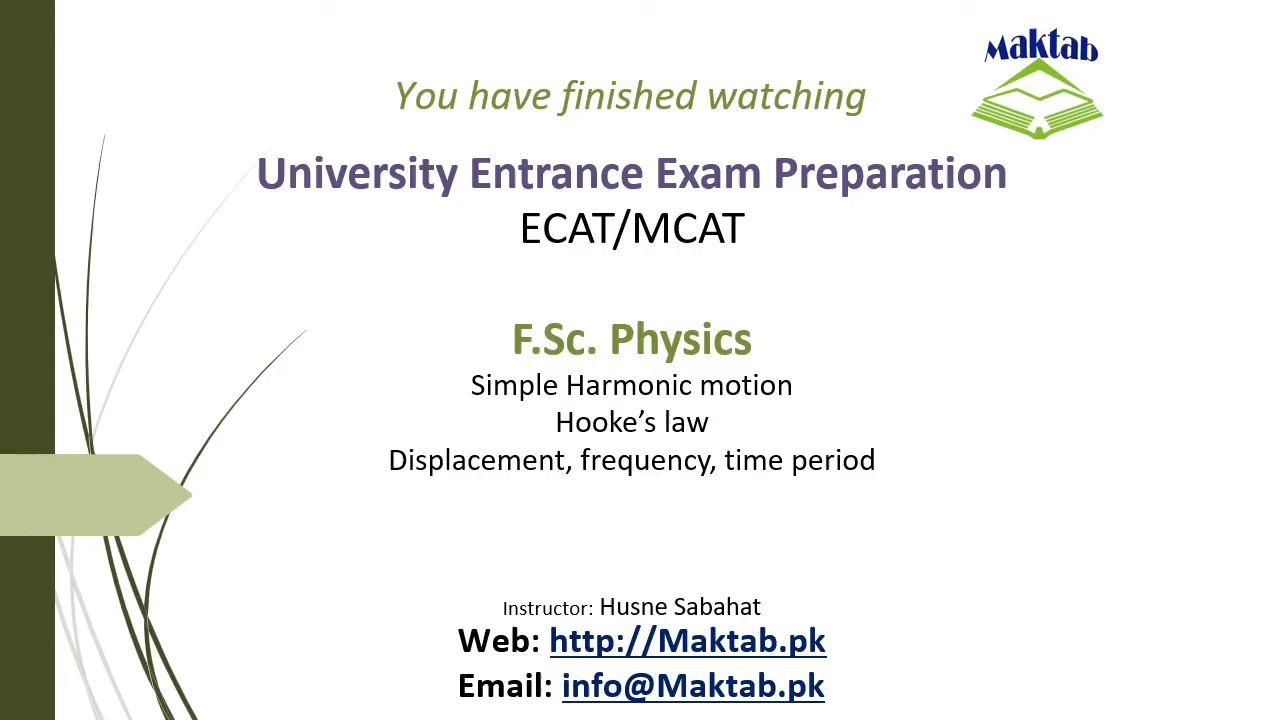 Maktab
You have finished watching
University Entrance Exam Preparation
ECAT/MCAT
F.Sc. Physics
Simple Harmonic motion
Hooke’s law
Displacement, frequency, time period
Instructor: Husne Sabahat
Web: http://Maktab.pk
Email: info@Maktab.pk